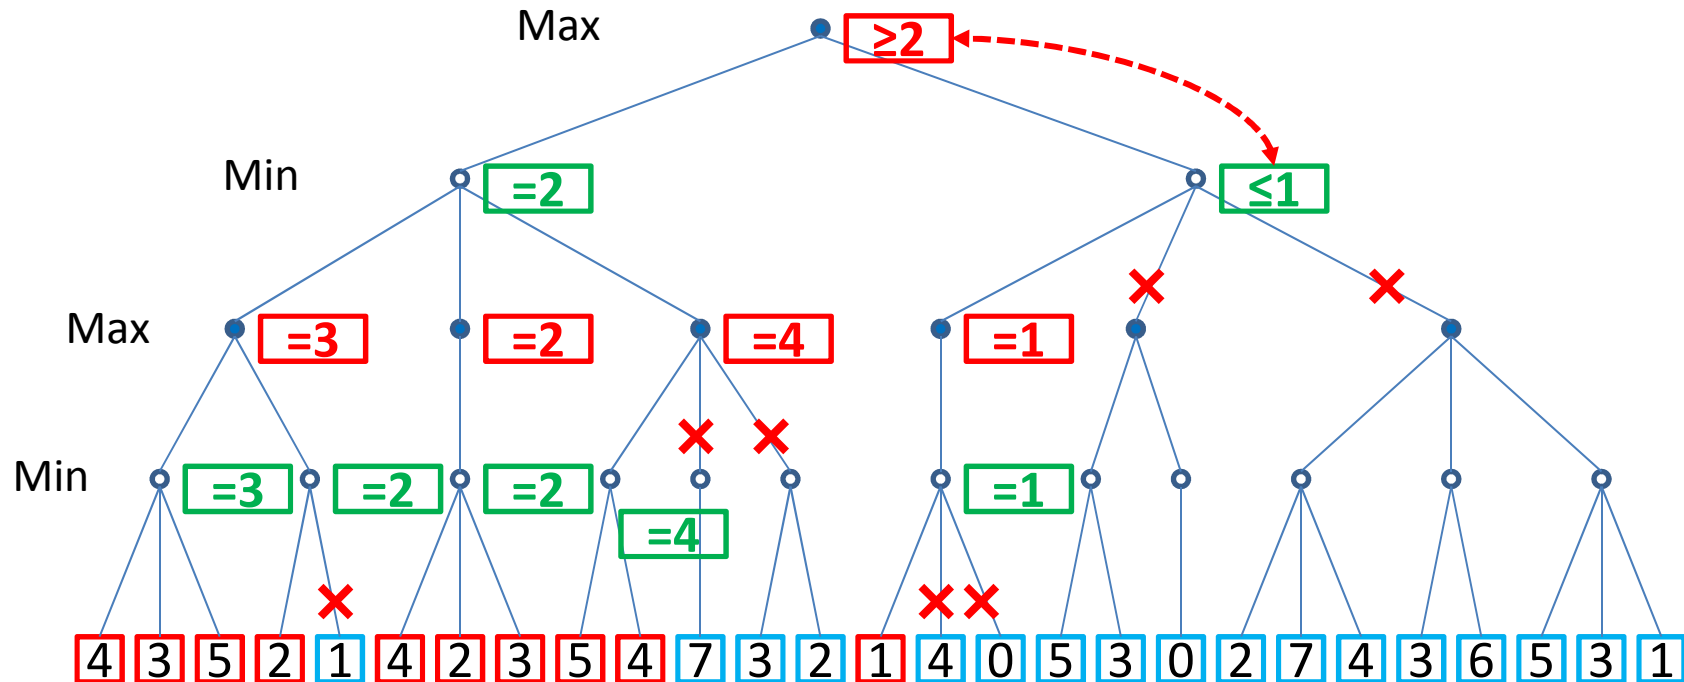 Max ≥2
Min =2 ≤1
Max =3 =2 =4 =1
Min =3 =2 =2 =1
=4
4 3 5 2 1 4 2 3 5 4 7 3 2 1 4 0 5 3 0 2 7 4 3 6 5 3 1